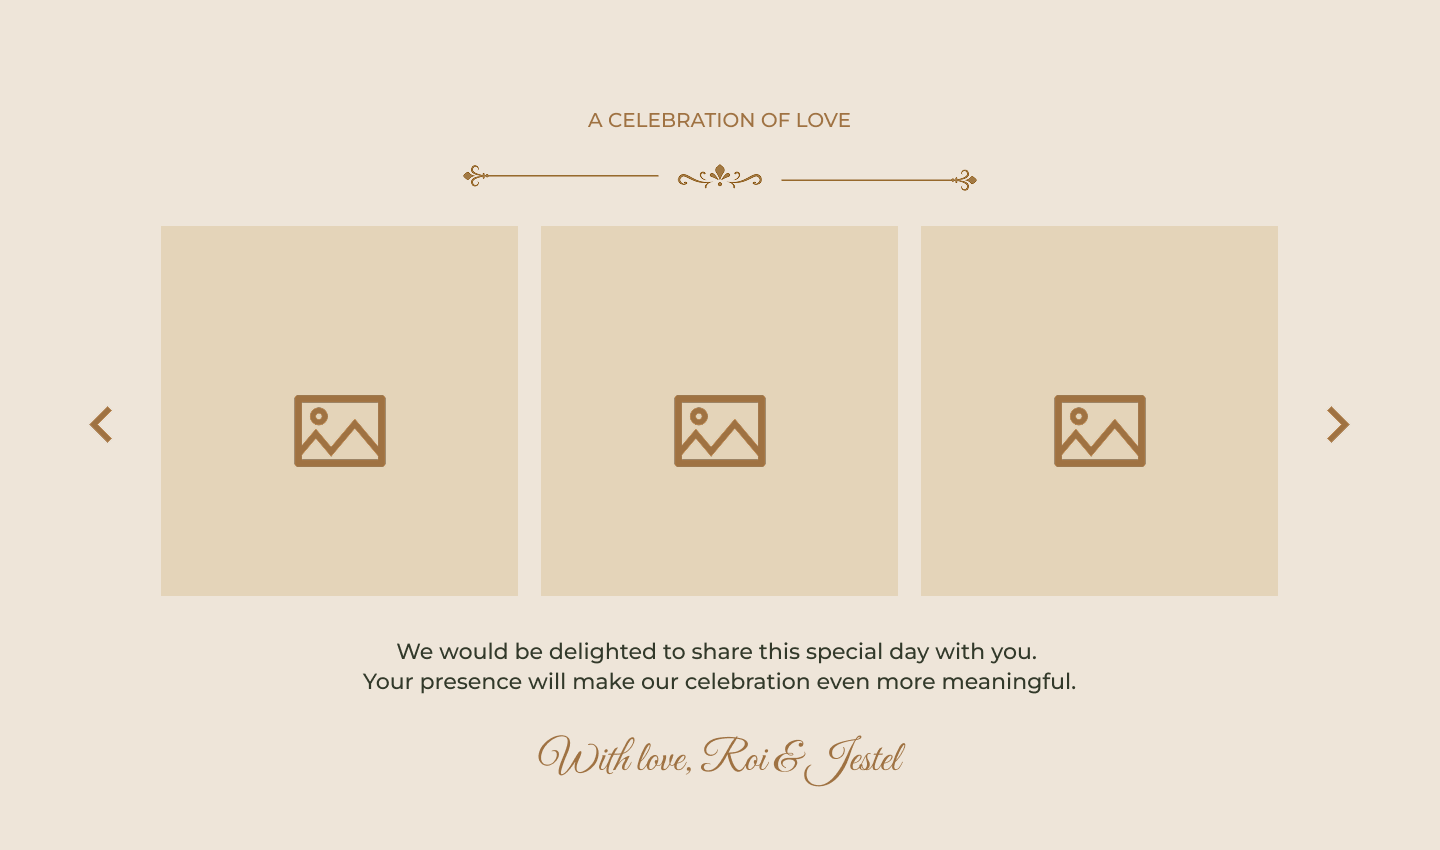 A CELEBRATION OF LOVE
We would be delighted to share this special day with you.
Your presence will make our celebration even more meaningful.
With love, Roi & Jestel